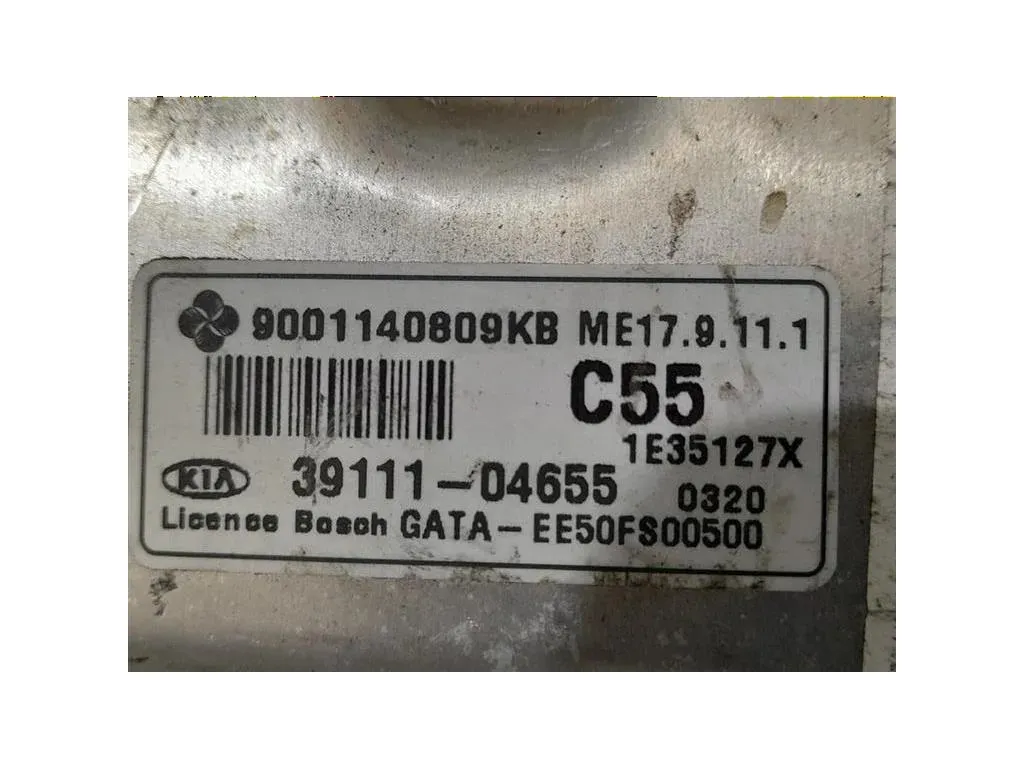 9001140809KB ME17.9.11.1
C55
1E35127X
KIA 39111-04655 0320
Licence Bosch GATA-EE50FS00500